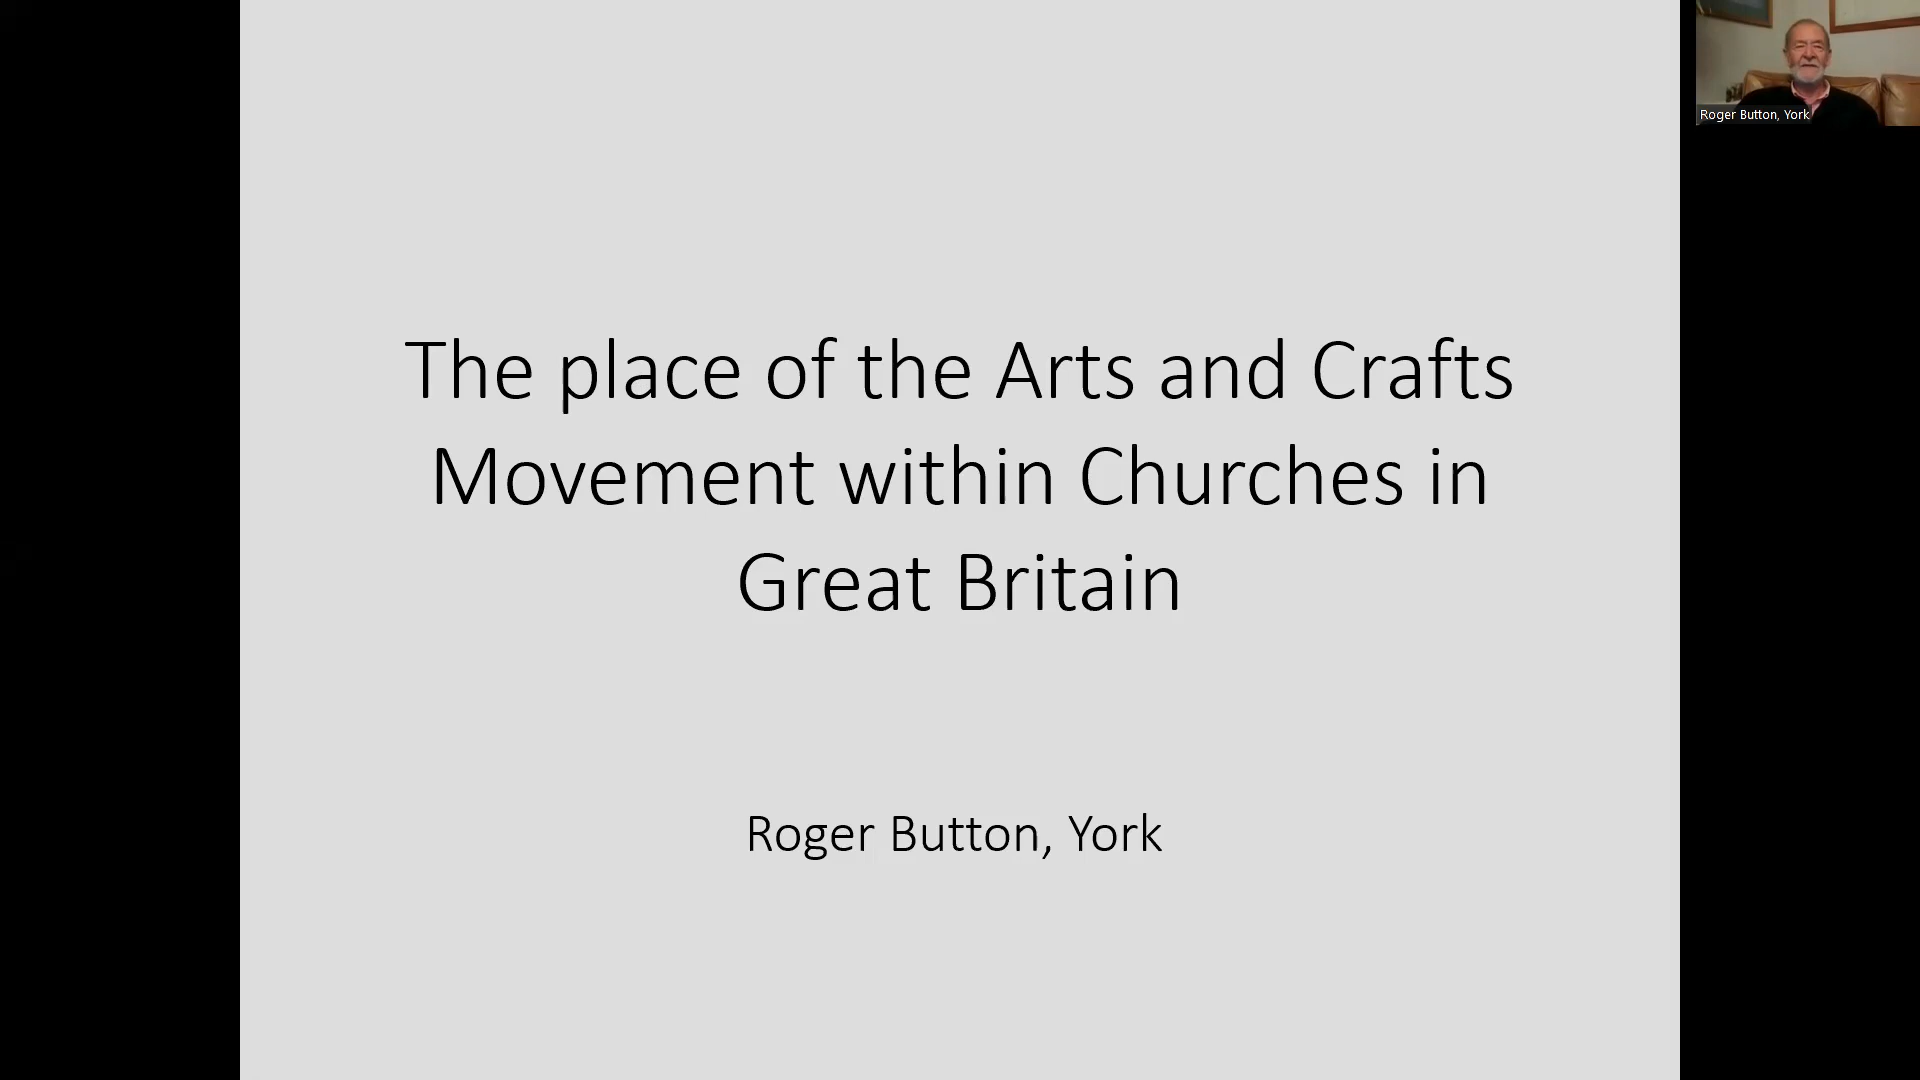 The place of the Arts and Crafts
Movement within Churches in
Great Britain
Roger Button, York
Roger Button, York